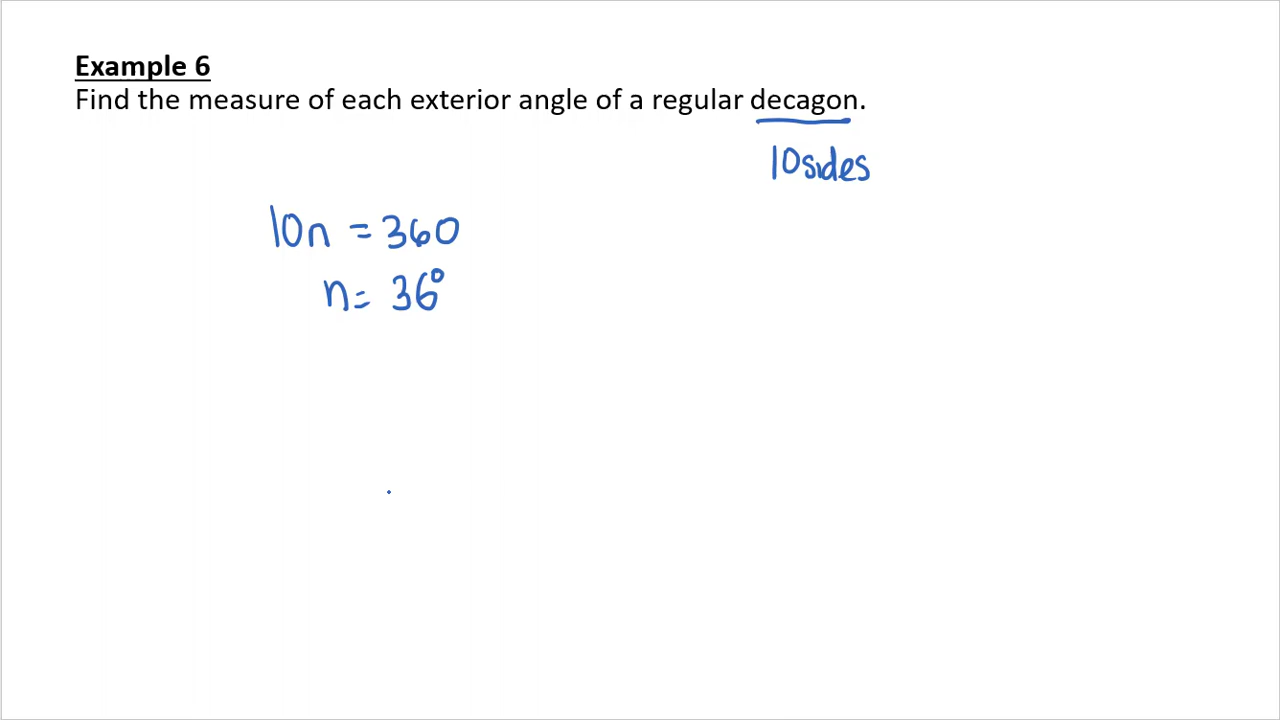 Example 6
Find the measure of each exterior angle of a regular decagon.
10sides
10n = 360
n = 36°